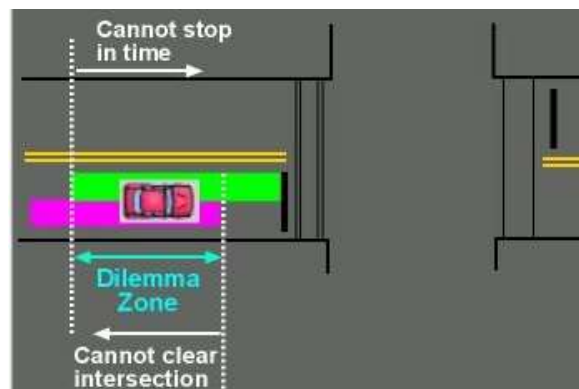 Cannot stop
in time
Dilemma
Zone
Cannot clear
intersection